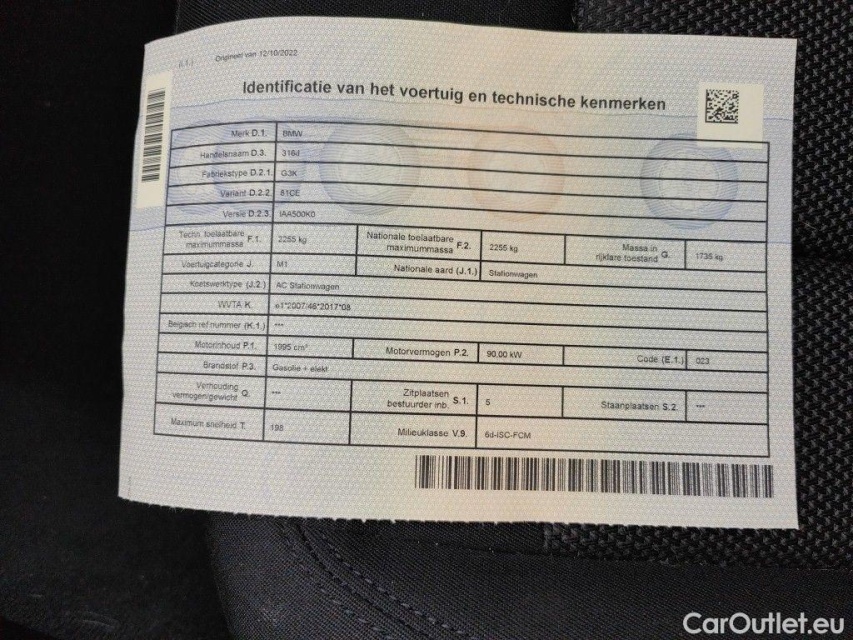 (I.1.) Origineel van 12/10/2022
Identificatie van het voertuig en technische kenmerken
Merk D.1. BMW
Handelsnaam D.3. 316d
Fabriekstype D.2.1. G3K
Variant D.2.2. 81CE
Versie D.2.3. IAA500K0
Techn. toelaatbare maximummassa F.1. 2255 kg Nationale toelaatbare maximummassa F.2. 2255 kg Massa in rijklare toestand G. 1735 kg
Voertuigcategorie J. M1 Nationale aard (J.1.) Stationwagen
Koetswerktype (J.2.) AC Stationwagen
WVTA K. e1*2007/46*2017*08
Belgisch ref nummer (K.1.) ---
Motorinhoud P.1. 1995 cm³ Motorvermogen P.2. 90.00 kW Code (E.1.) 023
Brandstof P.3. Gasolie + elekt
Verhouding vermogen/gewicht Q. --- Zitplaatsen bestuurder inb. S.1. 5 Staanplaatsen S.2. ---
Maximum snelheid T. 198 Milieuklasse V.9. 6d-ISC-FCM
CarOutlet.eu